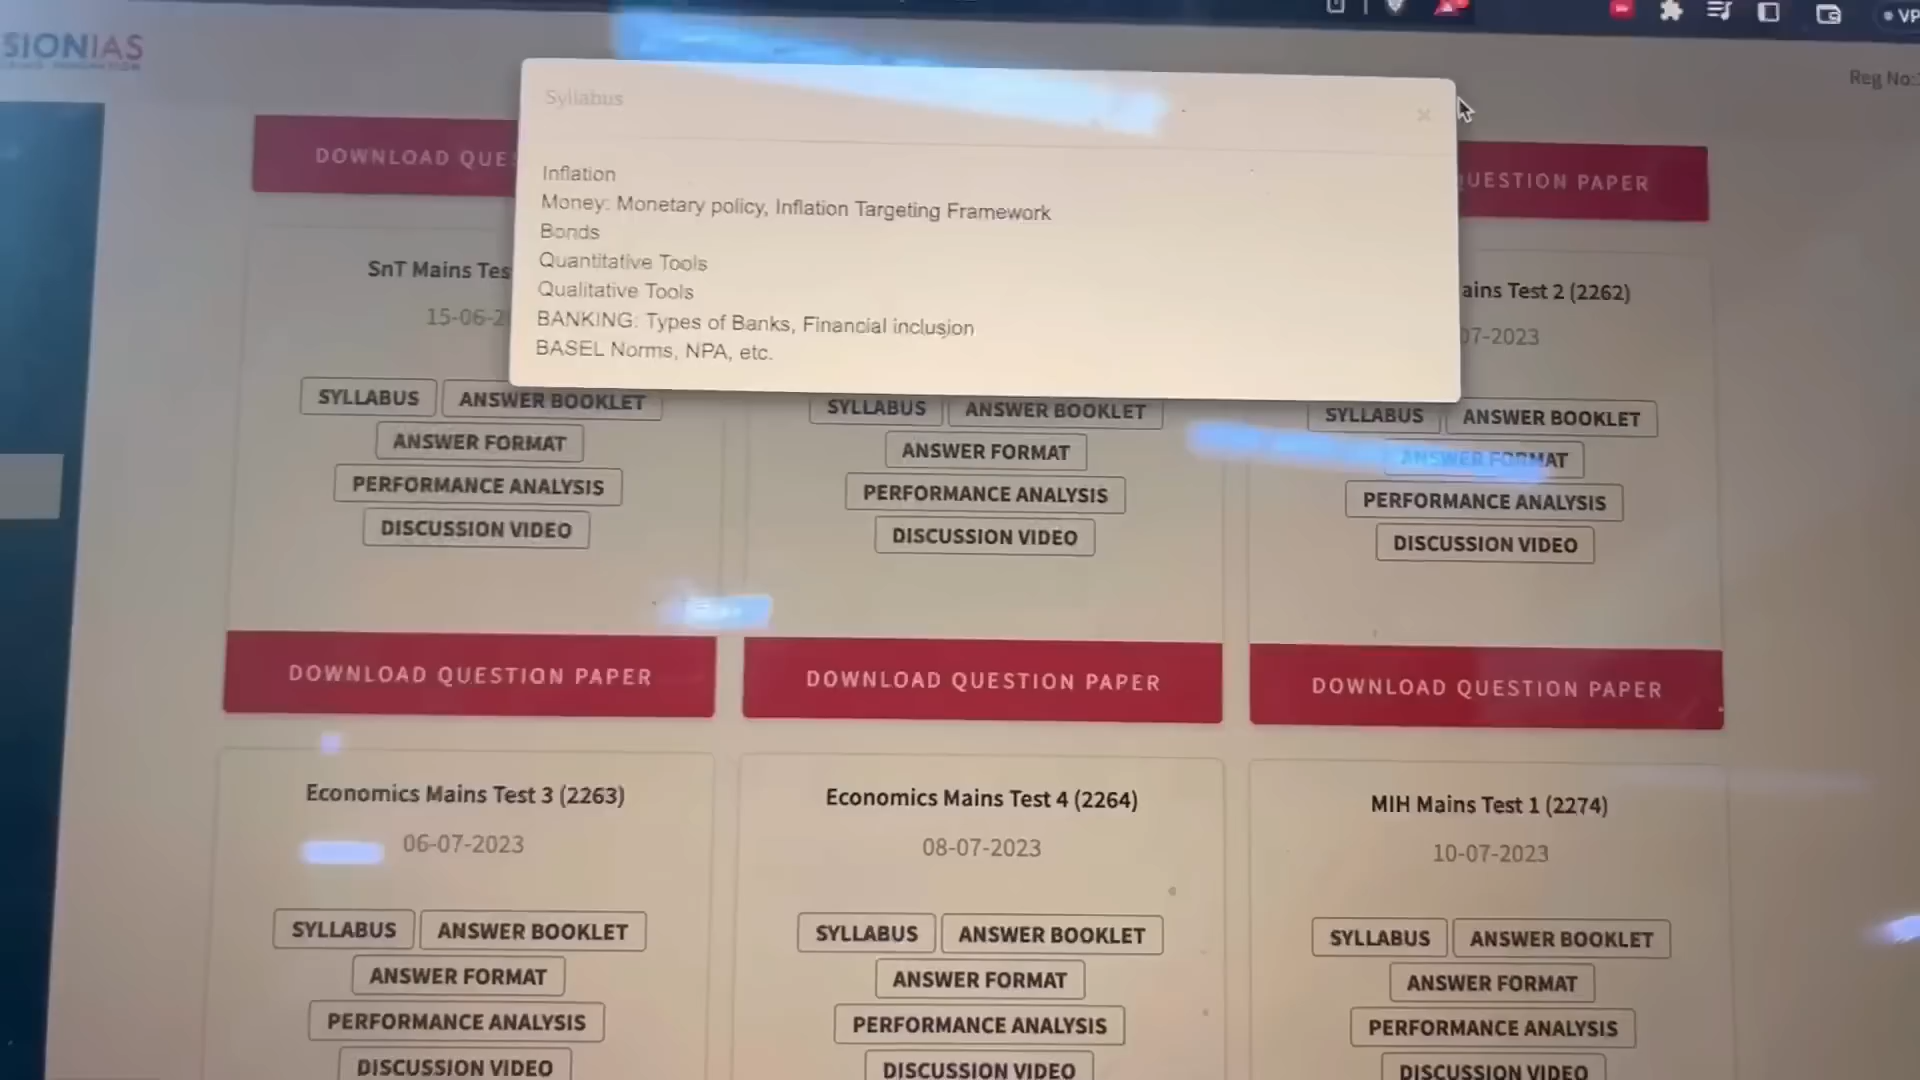 SIONIAS
VP
Reg No:
Syllabus
×
Inflation
Money: Monetary policy, Inflation Targeting Framework
Bonds
Quantitative Tools
Qualitative Tools
BANKING: Types of Banks, Financial inclusion
BASEL Norms, NPA, etc.
DOWNLOAD QUES
QUESTION PAPER
SnT Mains Tes
15-06-2
SYLLABUS ANSWER BOOKLET
ANSWER FORMAT
PERFORMANCE ANALYSIS
DISCUSSION VIDEO
DOWNLOAD QUESTION PAPER
SYLLABUS ANSWER BOOKLET
ANSWER FORMAT
PERFORMANCE ANALYSIS
DISCUSSION VIDEO
DOWNLOAD QUESTION PAPER
ains Test 2 (2262)
07-2023
SYLLABUS ANSWER BOOKLET
ANSWER FORMAT
PERFORMANCE ANALYSIS
DISCUSSION VIDEO
DOWNLOAD QUESTION PAPER
Economics Mains Test 3 (2263)
06-07-2023
SYLLABUS ANSWER BOOKLET
ANSWER FORMAT
PERFORMANCE ANALYSIS
DISCUSSION VIDEO
Economics Mains Test 4 (2264)
08-07-2023
SYLLABUS ANSWER BOOKLET
ANSWER FORMAT
PERFORMANCE ANALYSIS
DISCUSSION VIDEO
MIH Mains Test 1 (2274)
10-07-2023
SYLLABUS ANSWER BOOKLET
ANSWER FORMAT
PERFORMANCE ANALYSIS
DISCUSSION VIDEO